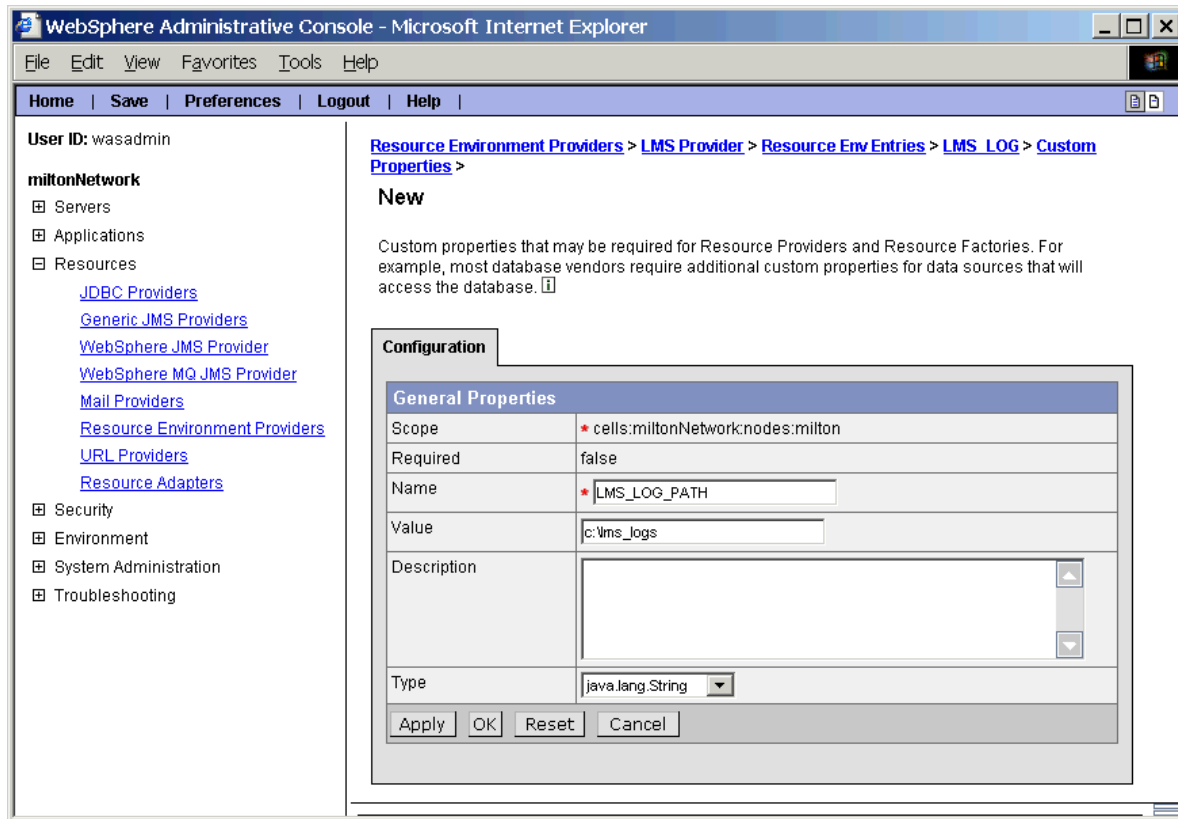 WebSphere Administrative Console - Microsoft Internet Explorer
File Edit View Favorites Tools Help
Home | Save | Preferences | Logout | Help |
User ID: wasadmin
miltonNetwork
Servers
Applications
Resources
JDBC Providers
Generic JMS Providers
WebSphere JMS Provider
WebSphere MQ JMS Provider
Mail Providers
Resource Environment Providers
URL Providers
Resource Adapters
Security
Environment
System Administration
Troubleshooting
Resource Environment Providers > LMS Provider > Resource Env Entries > LMS_LOG > Custom
Properties >
New
Custom properties that may be required for Resource Providers and Resource Factories. For
example, most database vendors require additional custom properties for data sources that will
access the database. i
Configuration
General Properties
Scope * cells:miltonNetwork:nodes:milton
Required false
Name * LMS_LOG_PATH
Value c:\lms_logs
Description
Type java.lang.String
Apply OK Reset Cancel